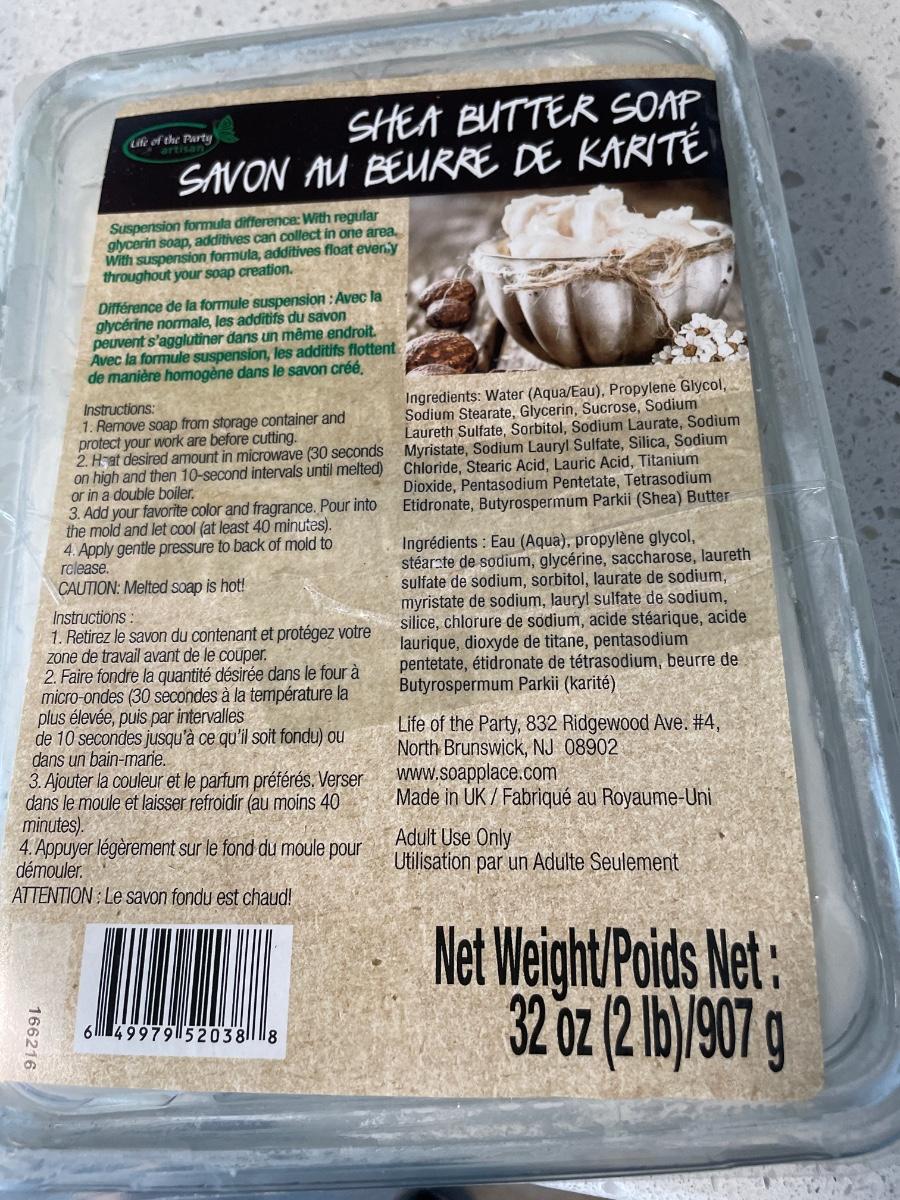 Life of the Party
artisan
SHEA BUTTER SOAP
SAVON AU BEURRE DE KARITÉ
Suspension formula difference: With regular
glycerin soap, additives can collect in one area.
With suspension formula, additives float evenly
throughout your soap creation.
Différence de la formule suspension : Avec la
glycérine normale, les additifs du savon
peuvent s'agglutiner dans un même endroit.
Avec la formule suspension, les additifs flottent
de manière homogène dans le savon créé.
Instructions:
1. Remove soap from storage container and
protect your work are before cutting.
2. Heat desired amount in microwave (30 seconds
on high and then 10-second intervals until melted)
or in a double boiler.
3. Add your favorite color and fragrance. Pour into
the mold and let cool (at least 40 minutes).
4. Apply gentle pressure to back of mold to
release.
CAUTION: Melted soap is hot!
Instructions :
1. Retirez le savon du contenant et protégez votre
zone de travail avant de le couper.
2. Faire fondre la quantité désirée dans le four à
micro-ondes (30 secondes à la température la
plus élevée, puis par intervalles
de 10 secondes jusqu'à ce qu'il soit fondu) ou
dans un bain-marie.
3. Ajouter la couleur et le parfum préférés. Verser
dans le moule et laisser refroidir (au moins 40
minutes).
4. Appuyer légèrement sur le fond du moule pour
démouler.
ATTENTION : Le savon fondu est chaud!
6 49979 52038 8
166216
Ingredients: Water (Aqua/Eau), Propylene Glycol,
Sodium Stearate, Glycerin, Sucrose, Sodium
Laureth Sulfate, Sorbitol, Sodium Laurate, Sodium
Myristate, Sodium Lauryl Sulfate, Silica, Sodium
Chloride, Stearic Acid, Lauric Acid, Titanium
Dioxide, Pentasodium Pentetate, Tetrasodium
Etidronate, Butyrospermum Parkii (Shea) Butter
Ingrédients : Eau (Aqua), propylène glycol,
stéarate de sodium, glycérine, saccharose, laureth
sulfate de sodium, sorbitol, laurate de sodium,
myristate de sodium, lauryl sulfate de sodium,
silice, chlorure de sodium, acide stéarique, acide
laurique, dioxyde de titane, pentasodium
pentetate, étidronate de tétrasodium, beurre de
Butyrospermum Parkii (karité)
Life of the Party, 832 Ridgewood Ave. #4,
North Brunswick, NJ 08902
www.soapplace.com
Made in UK / Fabriqué au Royaume-Uni
Adult Use Only
Utilisation par un Adulte Seulement
Net Weight/Poids Net :
32 oz (2 lb)/907 g